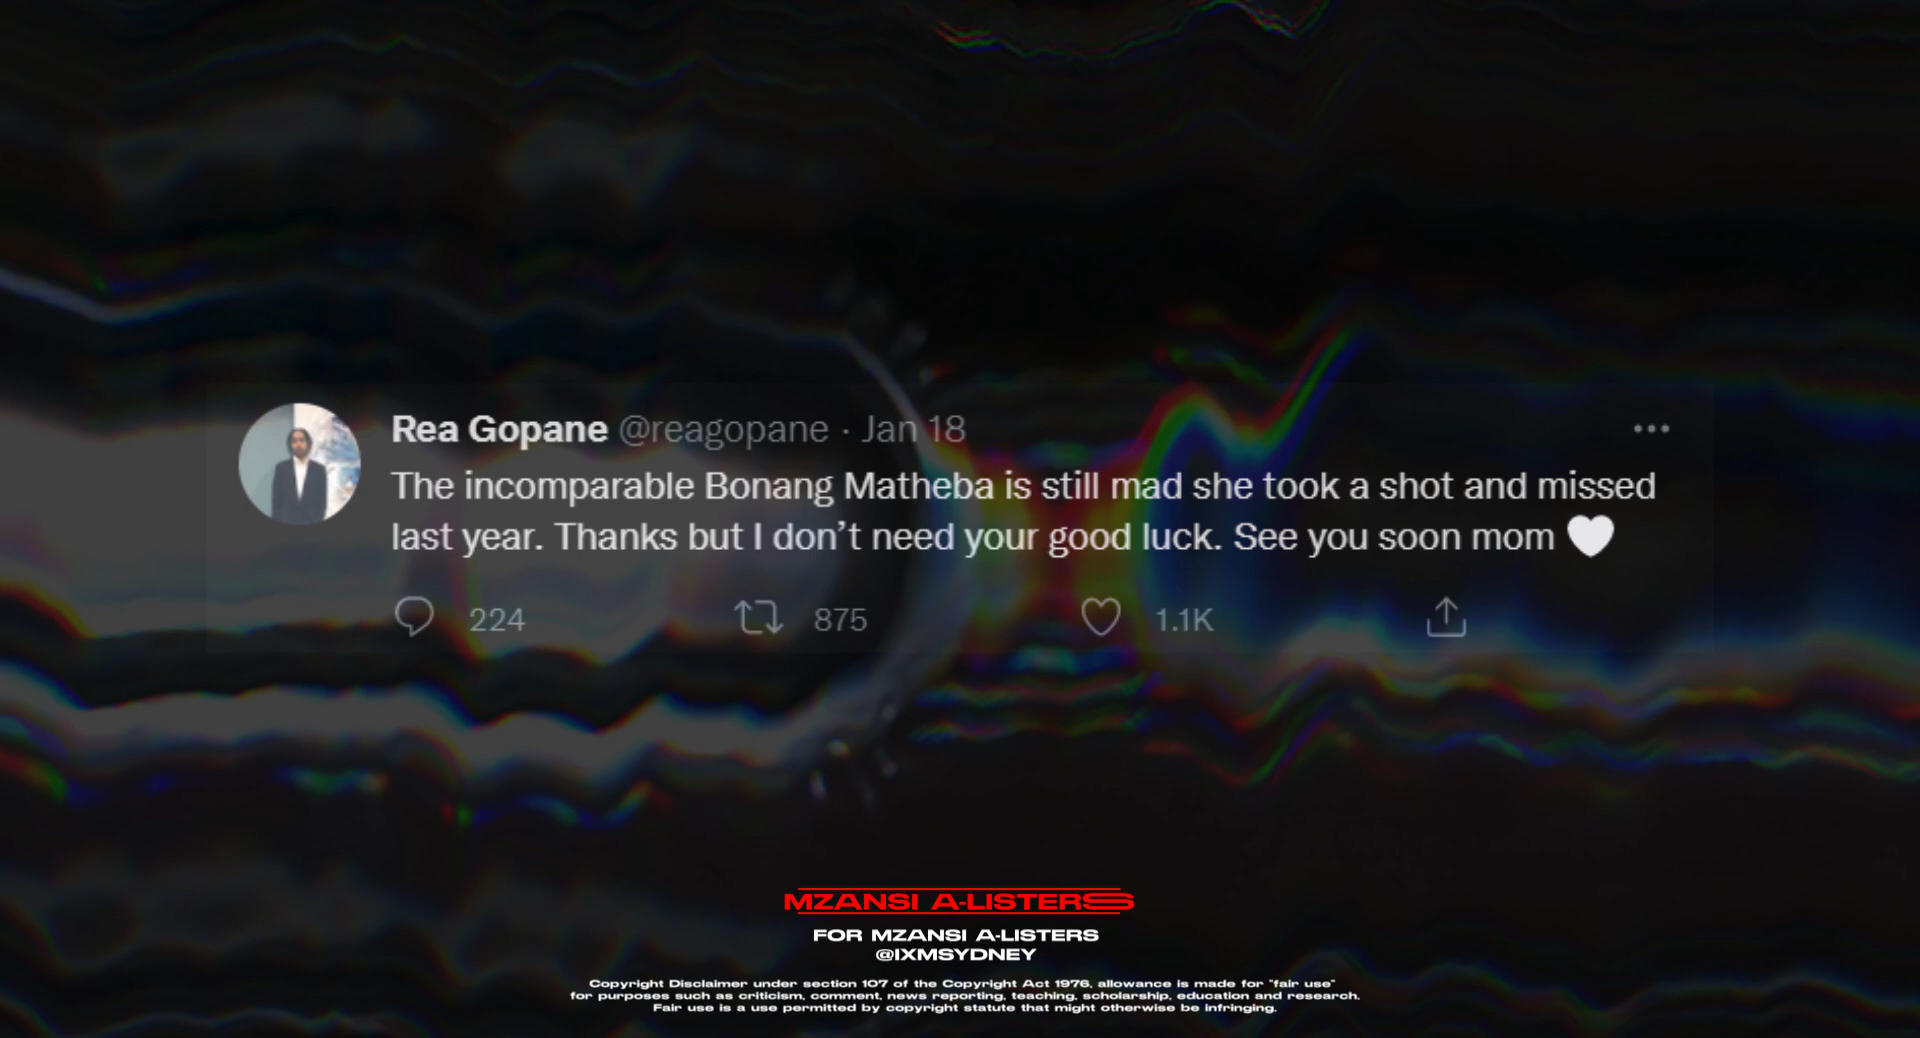 Rea Gopane @reagopane · Jan 18
The incomparable Bonang Matheba is still mad she took a shot and missed
last year. Thanks but I don’t need your good luck. See you soon mom 🤍
224 875 1.1K
MZANSI A-LISTERS
FOR MZANSI A-LISTERS
@IXMSYDNEY
Copyright Disclaimer under section 107 of the Copyright Act 1976, allowance is made for "fair use"
for purposes such as criticism, comment, news reporting, teaching, scholarship, education and research.
Fair use is a use permitted by copyright statute that might otherwise be infringing.